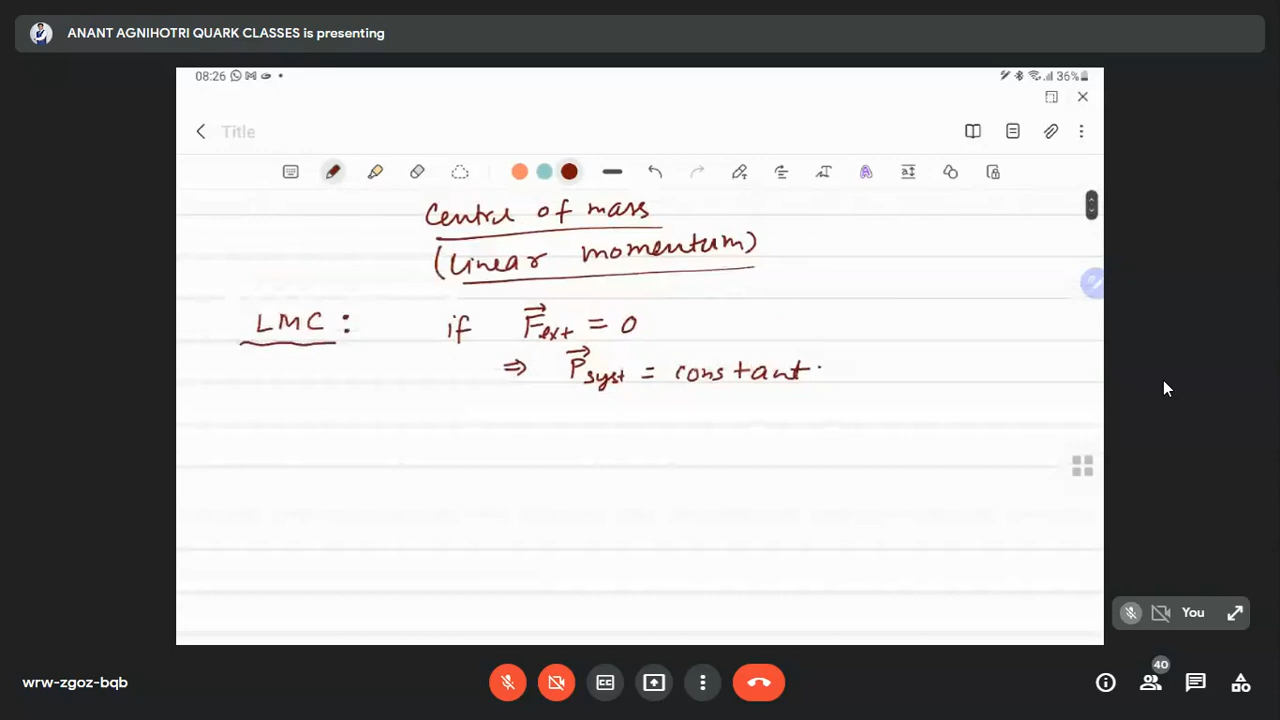 ANANT AGNIHOTRI QUARK CLASSES is presenting
08:26
36%
Title
Centre of mass
(Linear momentum)
LMC : if F⃗ext = 0
⇒ P⃗syst = constant.
You
wrw-zgoz-bqb
CC
40